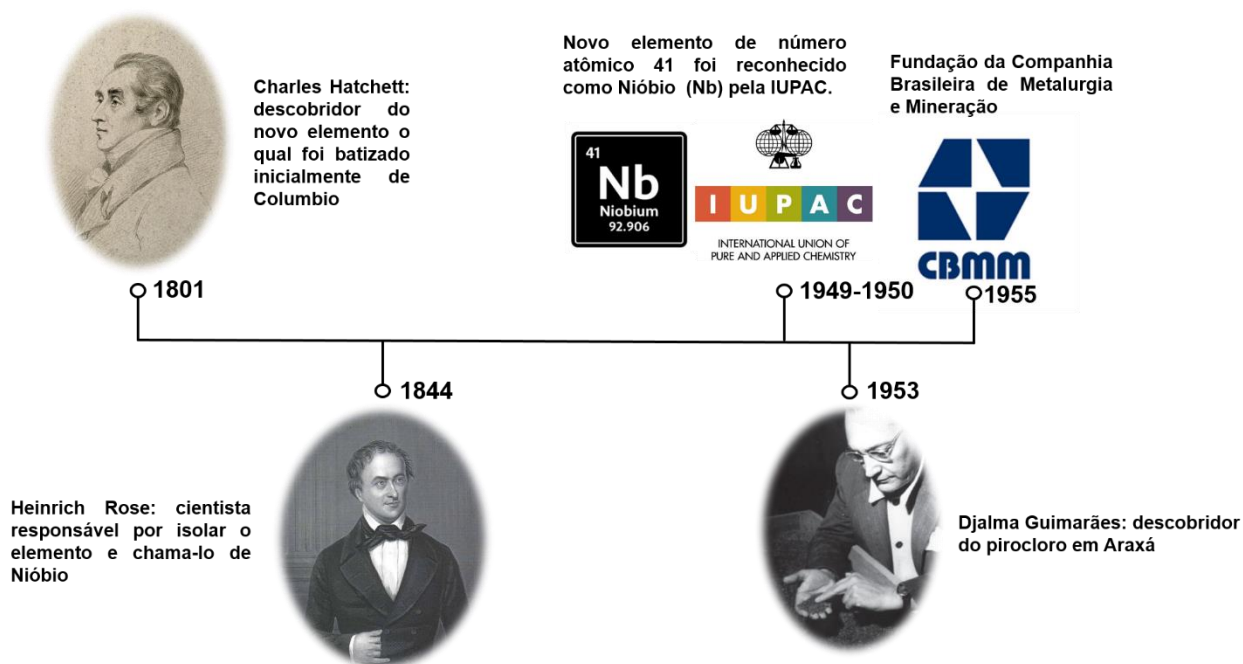 Charles Hatchett:
descobridor do
novo elemento o
qual foi batizado
inicialmente de
Columbio
1801
Novo elemento de número
atômico 41 foi reconhecido
como Nióbio (Nb) pela IUPAC.
41
Nb
Niobium
92.906
I U P A C
INTERNATIONAL UNION OF
PURE AND APPLIED CHEMISTRY
1949-1950
Fundação da Companhia
Brasileira de Metalurgia
e Mineração
CBMM
1955
1844
Heinrich Rose: cientista
responsável por isolar o
elemento e chama-lo de
Nióbio
1953
Djalma Guimarães: descobridor
do pirocloro em Araxá